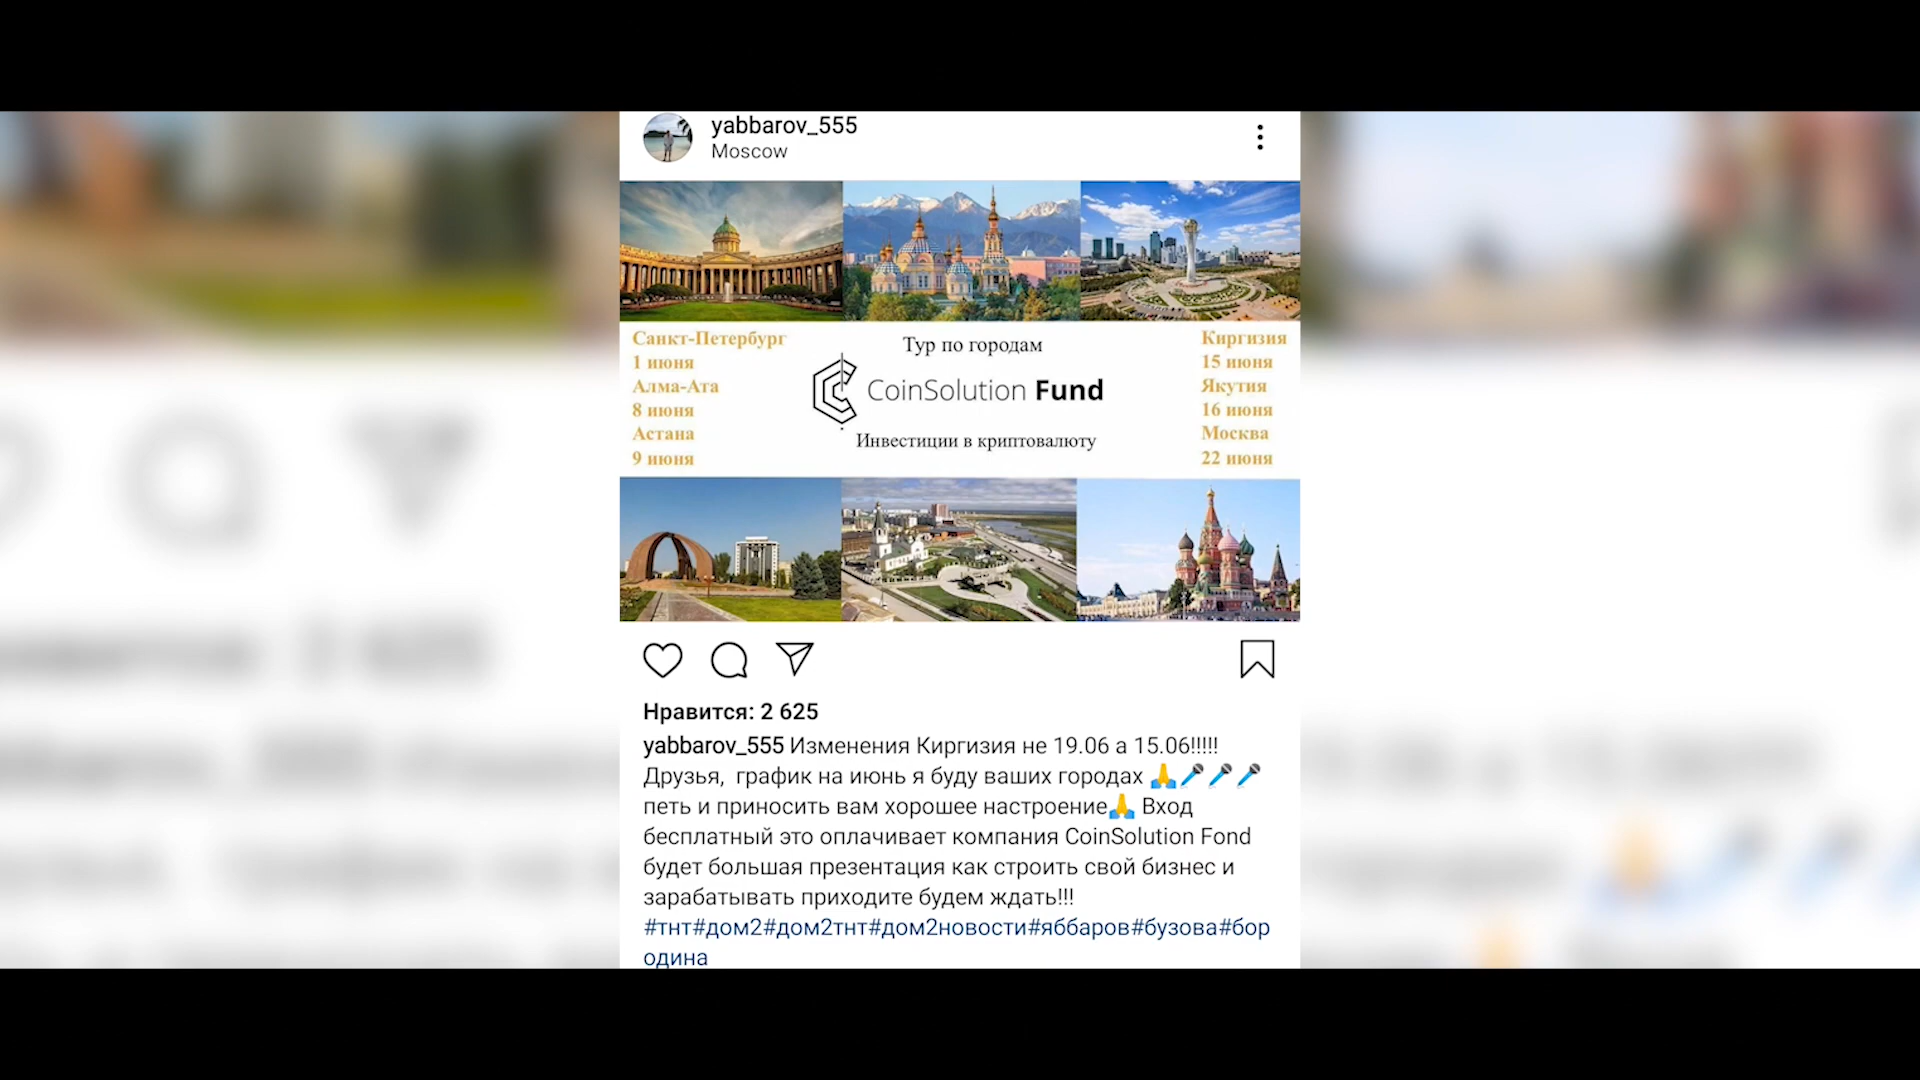 yabbarov_555
Moscow
Санкт-Петербург
1 июня
Алма-Ата
8 июня
Астана
9 июня
Тур по городам
CoinSolution Fund
Инвестиции в криптовалюту
Киргизия
15 июня
Якутия
16 июня
Москва
22 июня
Нравится: 2 625
yabbarov_555 Изменения Киргизия не 19.06 а 15.06!!!!!
Друзья, график на июнь я буду ваших городах 🙏🎤🎤🎤
петь и приносить вам хорошее настроение🙏 Вход
бесплатный это оплачивает компания CoinSolution Fond
будет большая презентация как строить свой бизнес и
зарабатывать приходите будем ждать!!!
#тнт#дом2#дом2тнт#дом2новости#яббаров#бузова#бор
одина